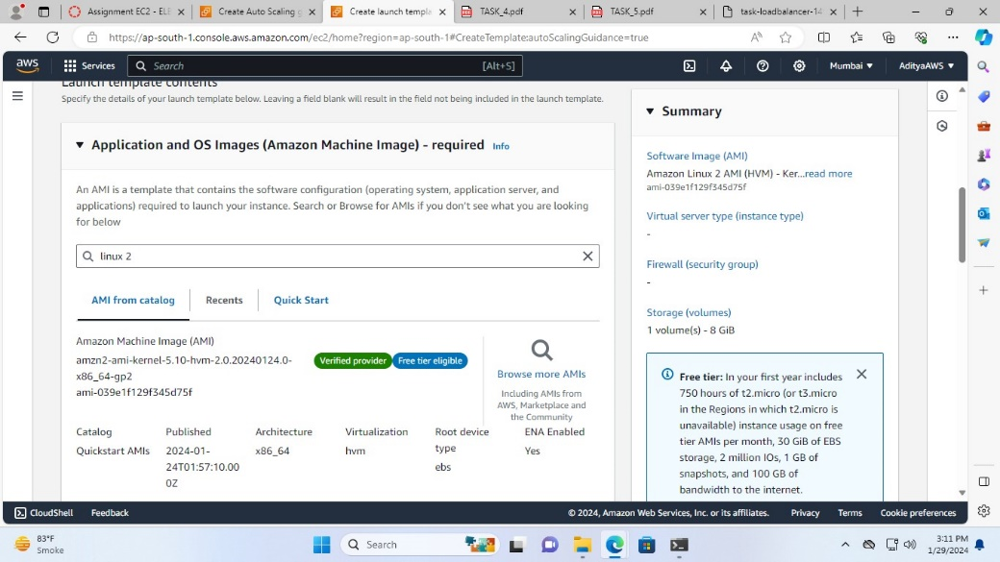 Assignment EC2 - ELB
Create Auto Scaling g
Create launch templa
TASK_4.pdf
TASK_5.pdf
task-loadbalancer-14
https://ap-south-1.console.aws.amazon.com/ec2/home?region=ap-south-1#CreateTemplate:autoScalingGuidance=true
aws
Services
Search
[Alt+S]
Mumbai
AdityaAWS
Launch template contents
Specify the details of your launch template below. Leaving a field blank will result in the field not being included in the launch template.
Application and OS Images (Amazon Machine Image) - required Info
An AMI is a template that contains the software configuration (operating system, application server, and
applications) required to launch your instance. Search or Browse for AMIs if you don't see what you are looking
for below
linux 2
AMI from catalog
Recents
Quick Start
Amazon Machine Image (AMI)
amzn2-ami-kernel-5.10-hvm-2.0.20240124.0-
x86_64-gp2
ami-039e1f129f345d75f
Verified provider
Free tier eligible
Browse more AMIs
Including AMIs from
AWS, Marketplace and
the Community
Catalog
Published
Architecture
Virtualization
Root device
type
ENA Enabled
Quickstart AMIs
2024-01-
24T01:57:10.00
0Z
x86_64
hvm
ebs
Yes
Summary
Software Image (AMI)
Amazon Linux 2 AMI (HVM) - Ker...read more
ami-039e1f129f345d75f
Virtual server type (instance type)
-
Firewall (security group)
-
Storage (volumes)
1 volume(s) - 8 GiB
Free tier: In your first year includes
750 hours of t2.micro (or t3.micro
in the Regions in which t2.micro is
unavailable) instance usage on free
tier AMIs per month, 30 GiB of EBS
storage, 2 million IOs, 1 GB of
snapshots, and 100 GB of
bandwidth to the internet.
CloudShell
Feedback
© 2024, Amazon Web Services, Inc. or its affiliates.
Privacy
Terms
Cookie preferences
83°F
Smoke
Search
3:11 PM
1/29/2024